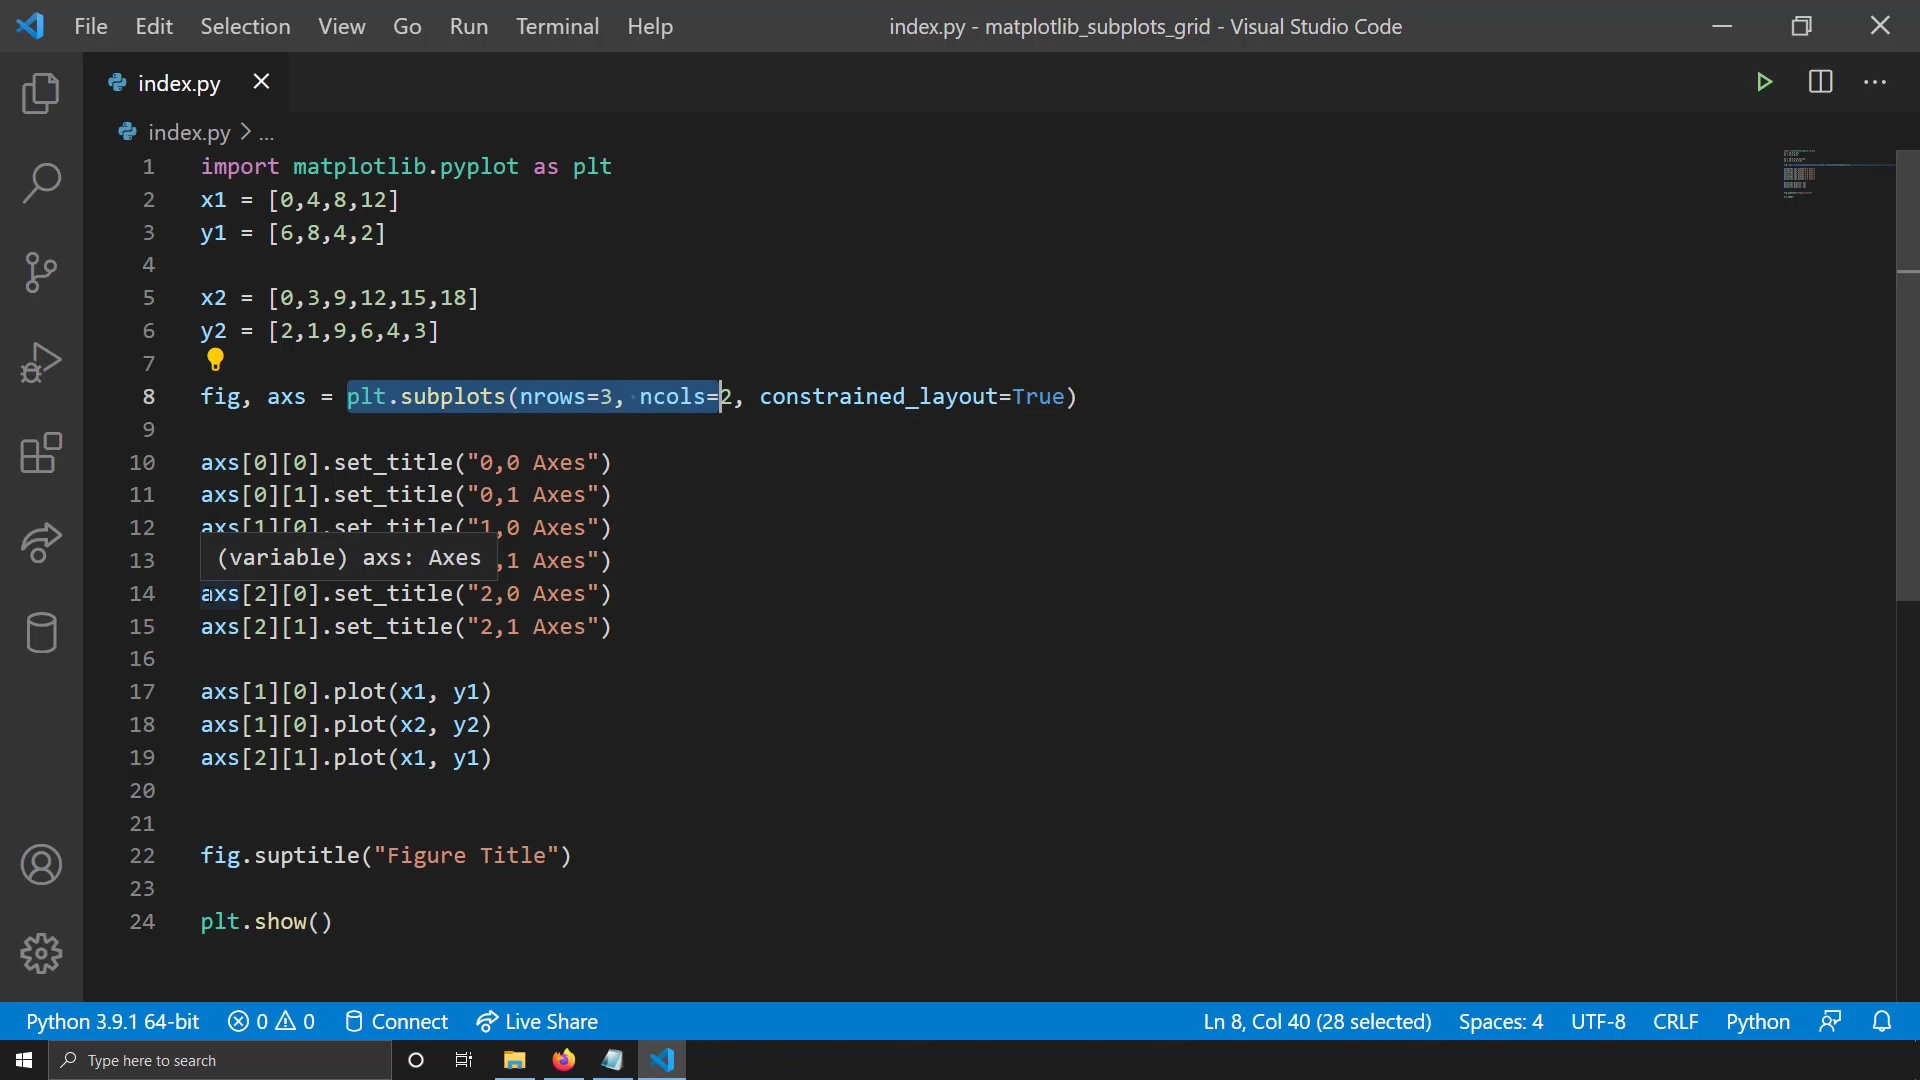 File Edit Selection View Go Run Terminal Help index.py - matplotlib_subplots_grid - Visual Studio Code
index.py
index.py > ...
1 import matplotlib.pyplot as plt
2 x1 = [0,4,8,12]
3 y1 = [6,8,4,2]
4
5 x2 = [0,3,9,12,15,18]
6 y2 = [2,1,9,6,4,3]
7
8 fig, axs = plt.subplots(nrows=3, ncols=2, constrained_layout=True)
9
10 axs[0][0].set_title("0,0 Axes")
11 axs[0][1].set_title("0,1 Axes")
12 axs[1][0].set_title("1,0 Axes")
(variable) axs: Axes
13 ,1 Axes")
14 axs[2][0].set_title("2,0 Axes")
15 axs[2][1].set_title("2,1 Axes")
16
17 axs[1][0].plot(x1, y1)
18 axs[1][0].plot(x2, y2)
19 axs[2][1].plot(x1, y1)
20
21
22 fig.suptitle("Figure Title")
23
24 plt.show()
Python 3.9.1 64-bit 0 0 Connect Live Share Ln 8, Col 40 (28 selected) Spaces: 4 UTF-8 CRLF Python
Type here to search